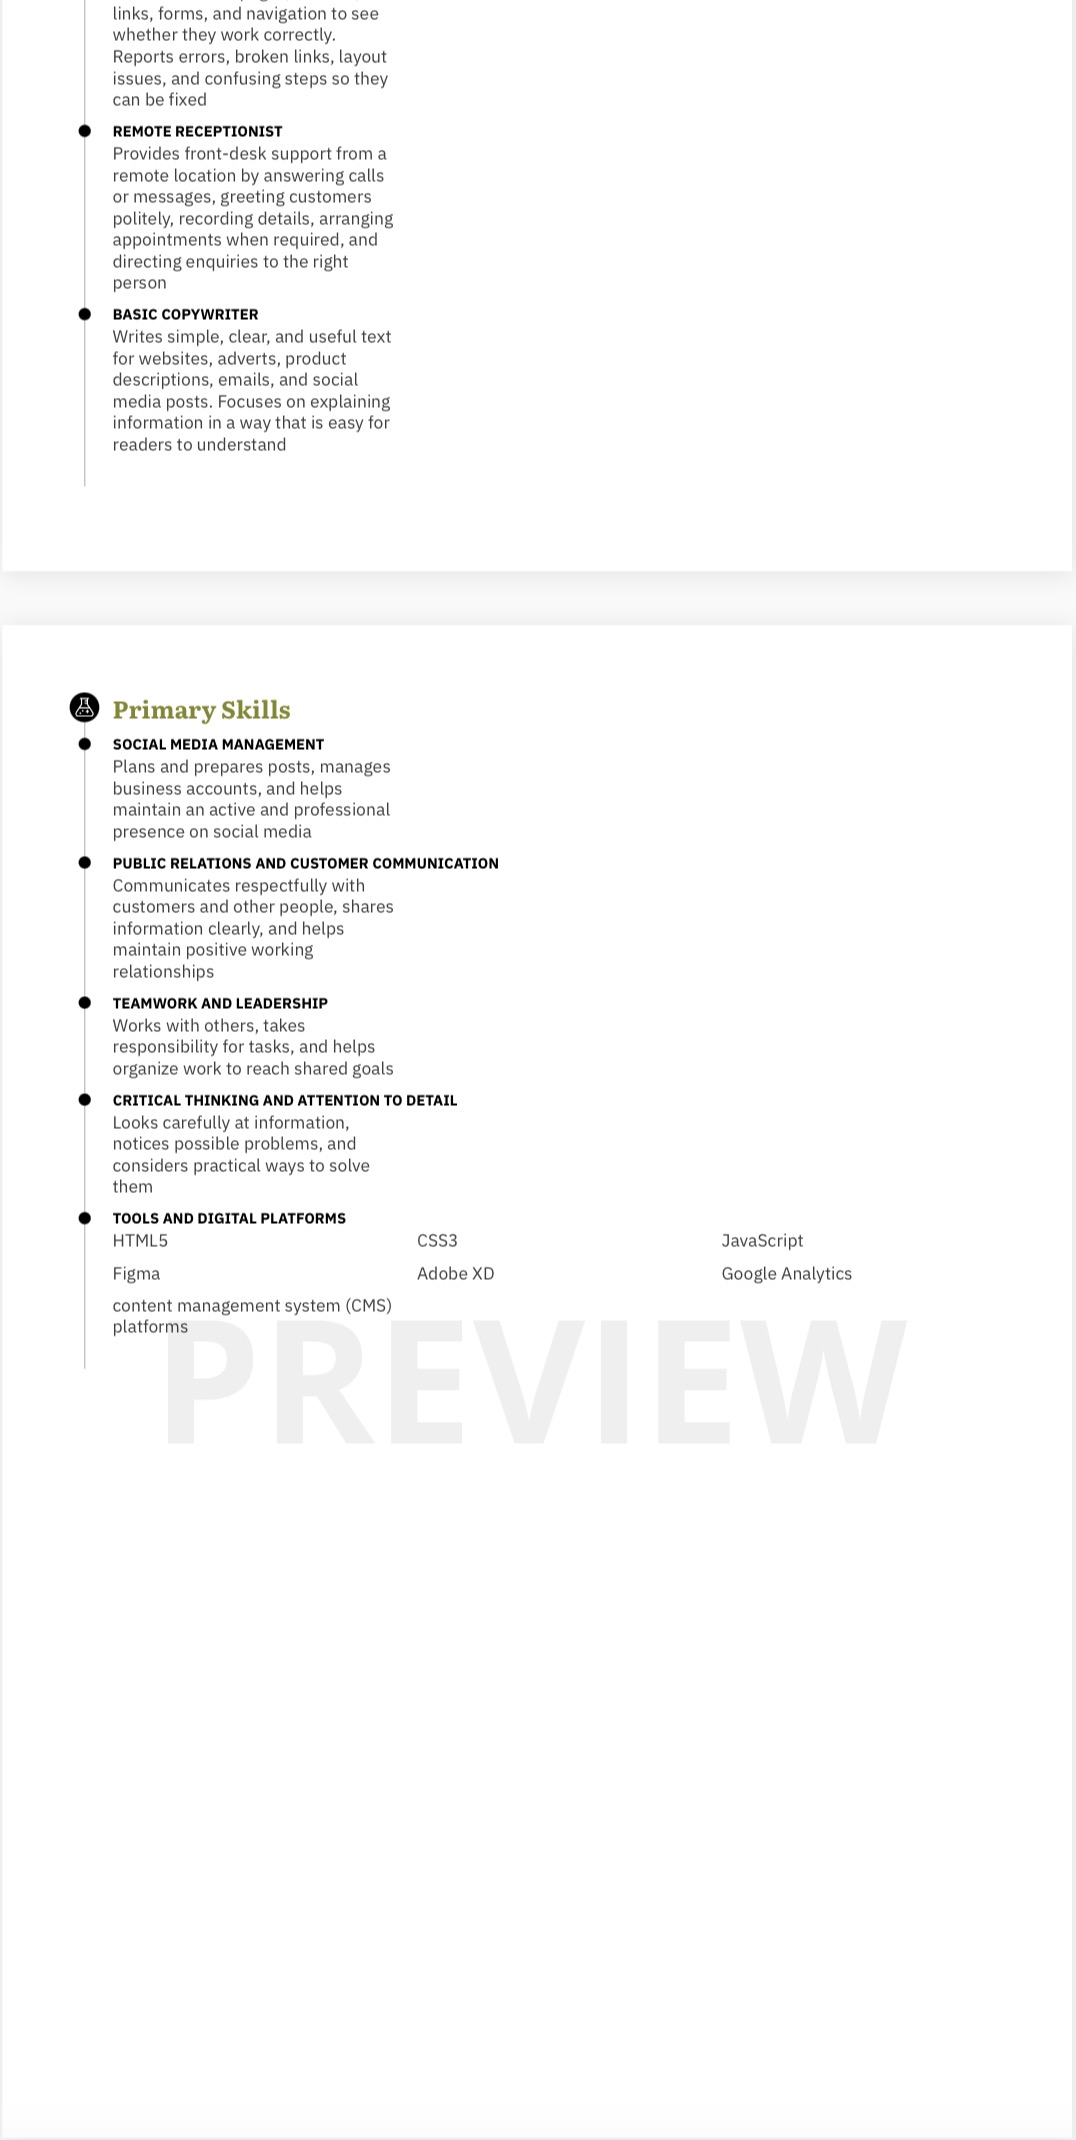 links, forms, and navigation to see
whether they work correctly.
Reports errors, broken links, layout
issues, and confusing steps so they
can be fixed
REMOTE RECEPTIONIST
Provides front-desk support from a
remote location by answering calls
or messages, greeting customers
politely, recording details, arranging
appointments when required, and
directing enquiries to the right
person
BASIC COPYWRITER
Writes simple, clear, and useful text
for websites, adverts, product
descriptions, emails, and social
media posts. Focuses on explaining
information in a way that is easy for
readers to understand
Primary Skills
SOCIAL MEDIA MANAGEMENT
Plans and prepares posts, manages
business accounts, and helps
maintain an active and professional
presence on social media
PUBLIC RELATIONS AND CUSTOMER COMMUNICATION
Communicates respectfully with
customers and other people, shares
information clearly, and helps
maintain positive working
relationships
TEAMWORK AND LEADERSHIP
Works with others, takes
responsibility for tasks, and helps
organize work to reach shared goals
CRITICAL THINKING AND ATTENTION TO DETAIL
Looks carefully at information,
notices possible problems, and
considers practical ways to solve
them
TOOLS AND DIGITAL PLATFORMS
HTML5 CSS3 JavaScript
Figma Adobe XD Google Analytics
content management system (CMS)
platforms
PREVIEW